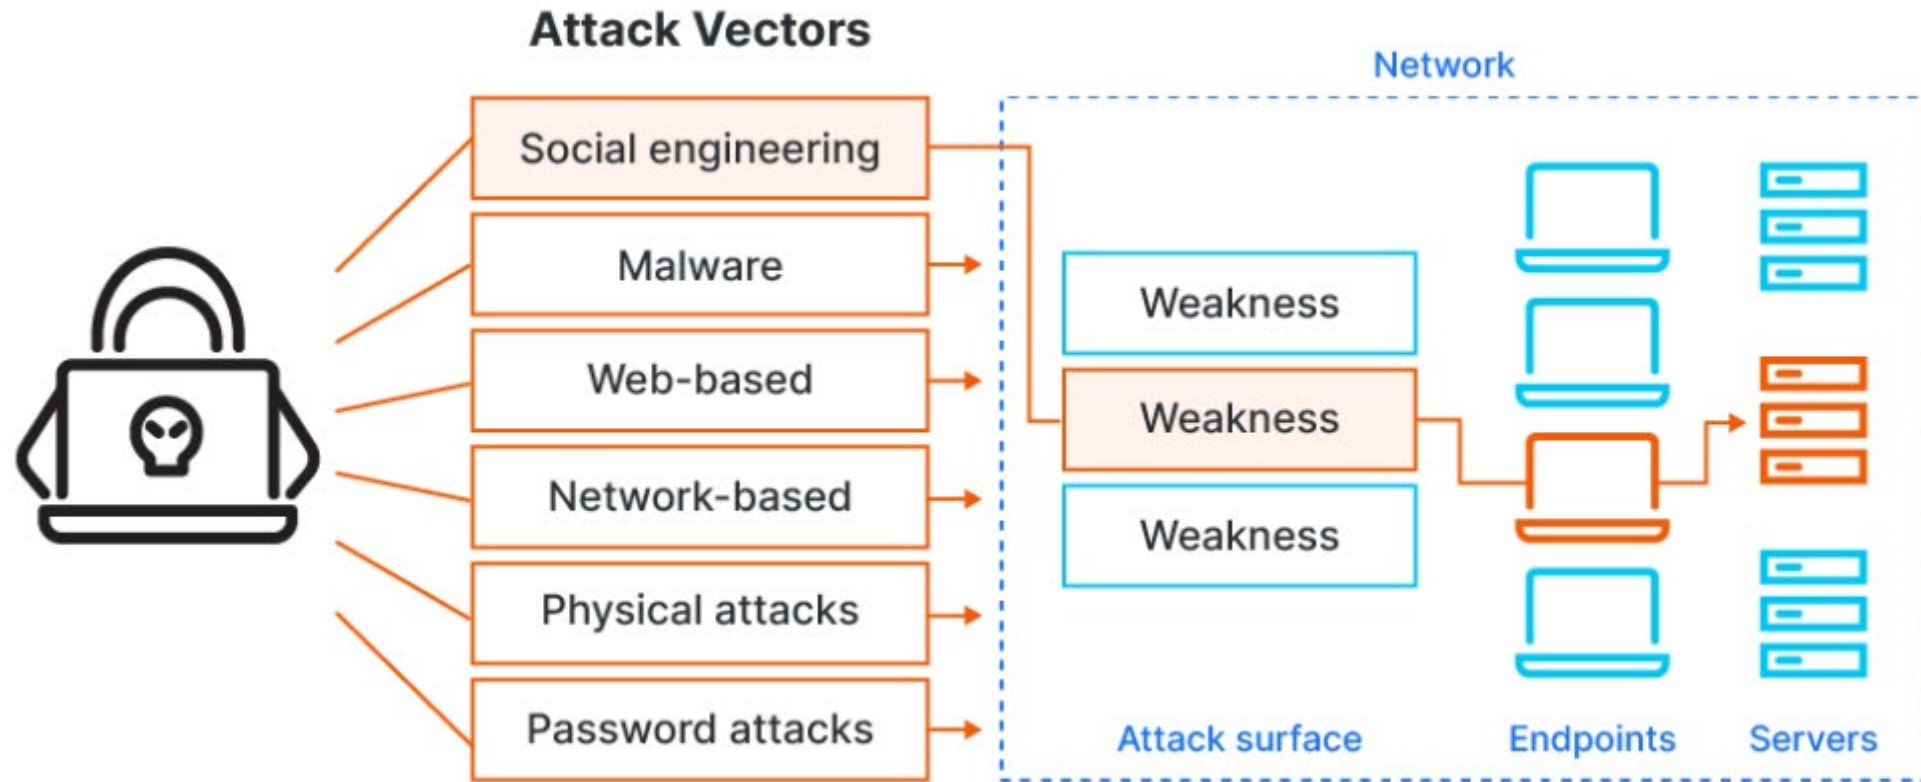 Attack Vectors
Network
Social engineering
Malware
Web-based
Network-based
Physical attacks
Password attacks
Weakness
Weakness
Weakness
Attack surface
Endpoints
Servers